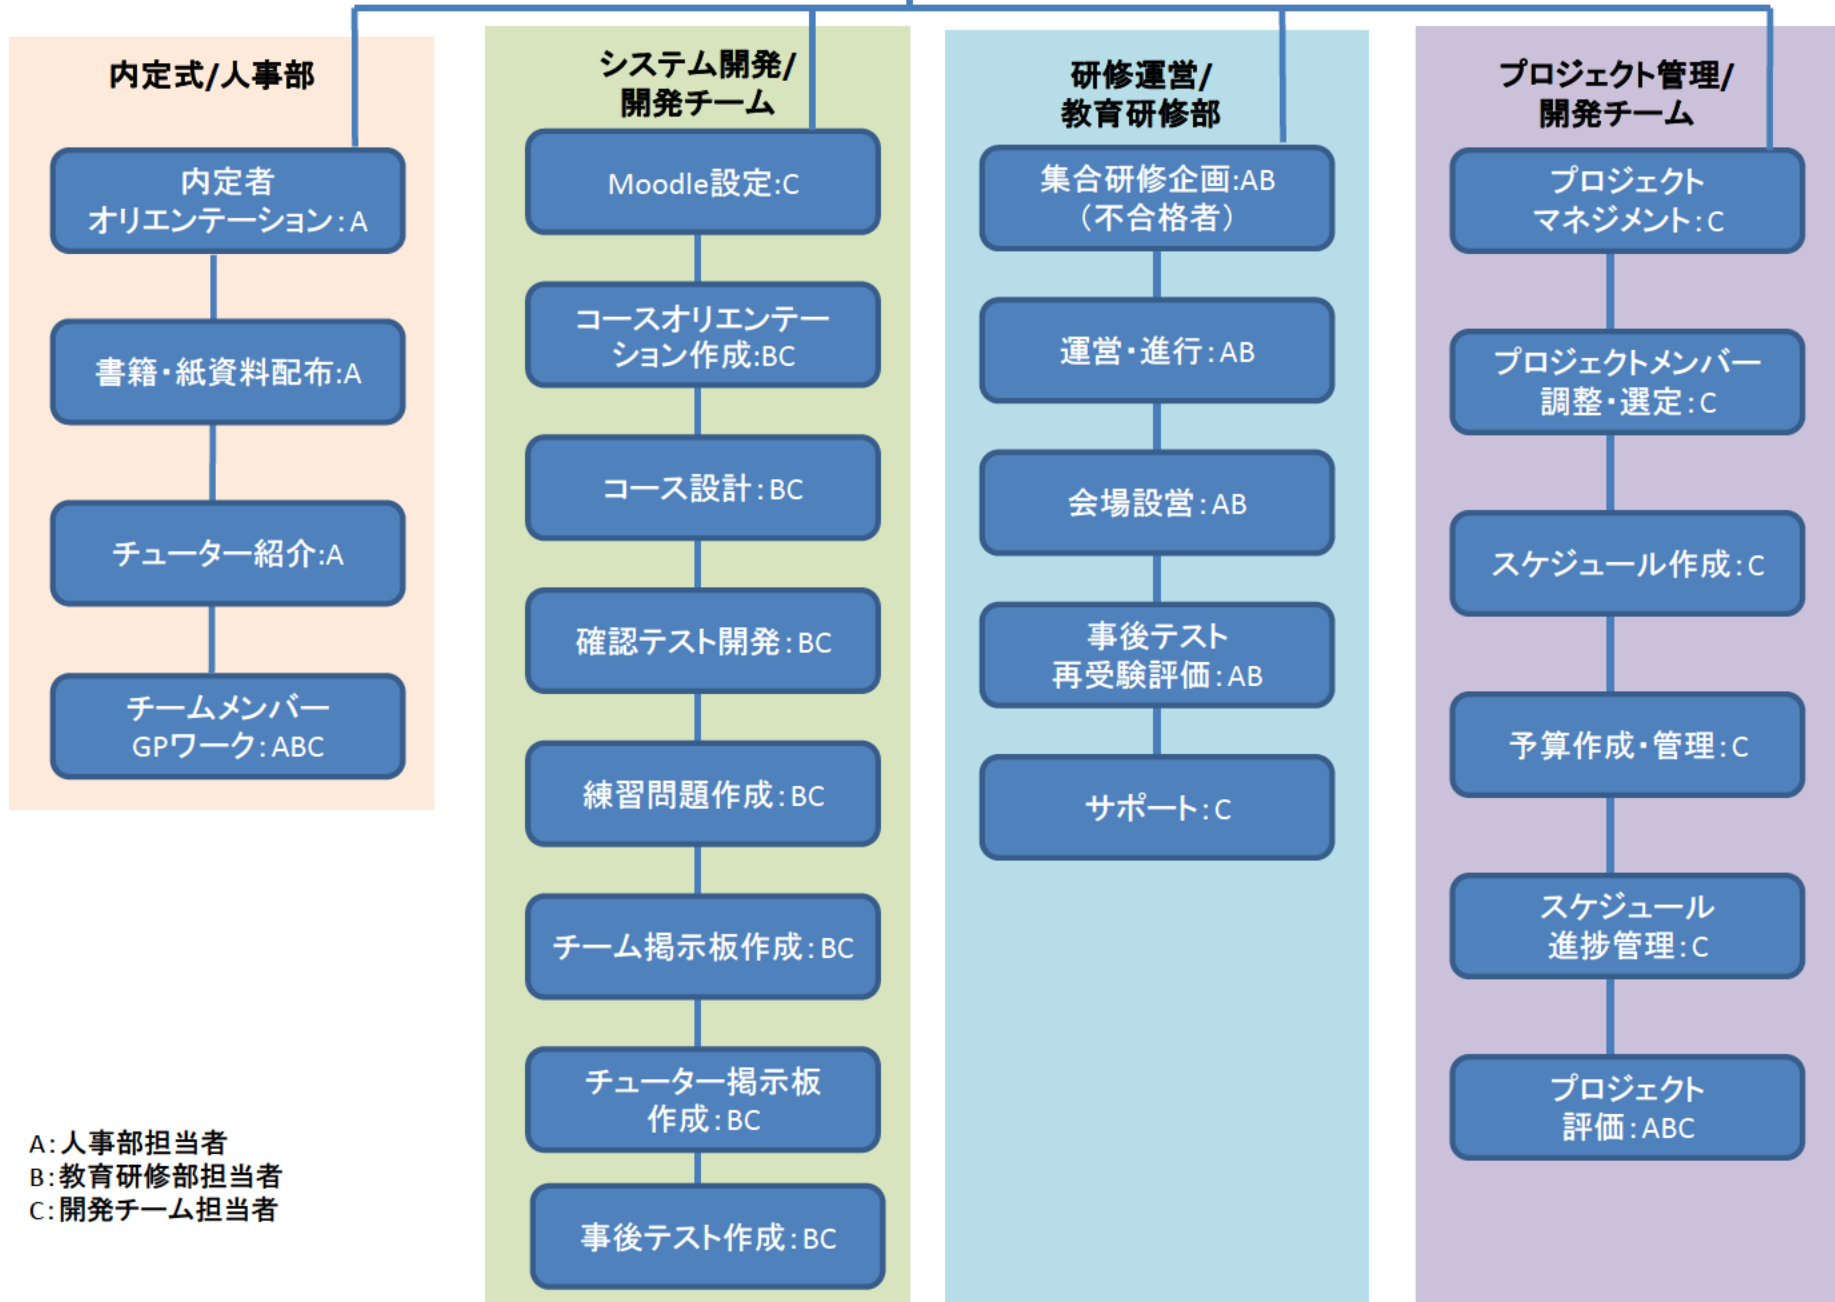 内定式/人事部
内定者
オリエンテーション:A
書籍・紙資料配布:A
チューター紹介:A
チームメンバー
GPワーク:ABC
システム開発/
開発チーム
Moodle設定:C
コースオリエンテー
ション作成:BC
コース設計:BC
確認テスト開発:BC
練習問題作成:BC
チーム掲示板作成:BC
チューター掲示板
作成:BC
事後テスト作成:BC
研修運営/
教育研修部
集合研修企画:AB
(不合格者)
運営・進行:AB
会場設営:AB
事後テスト
再受験評価:AB
サポート:C
プロジェクト管理/
開発チーム
プロジェクト
マネジメント:C
プロジェクトメンバー
調整・選定:C
スケジュール作成:C
予算作成・管理:C
スケジュール
進捗管理:C
プロジェクト
評価:ABC
A:人事部担当者
B:教育研修部担当者
C:開発チーム担当者